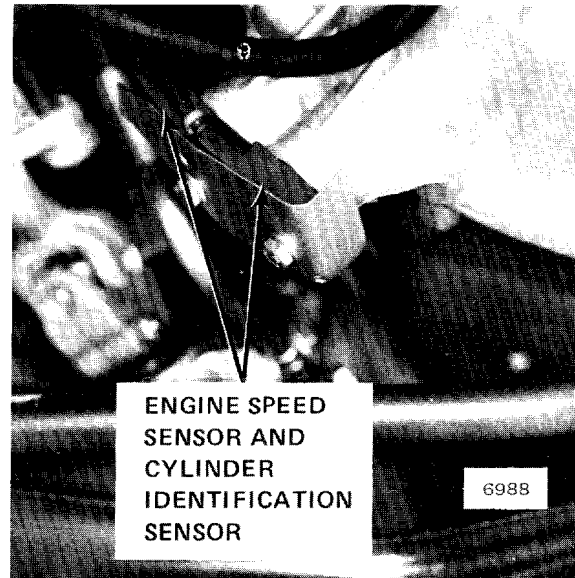 ENGINE SPEED
SENSOR AND
CYLINDER
IDENTIFICATION
SENSOR
6988